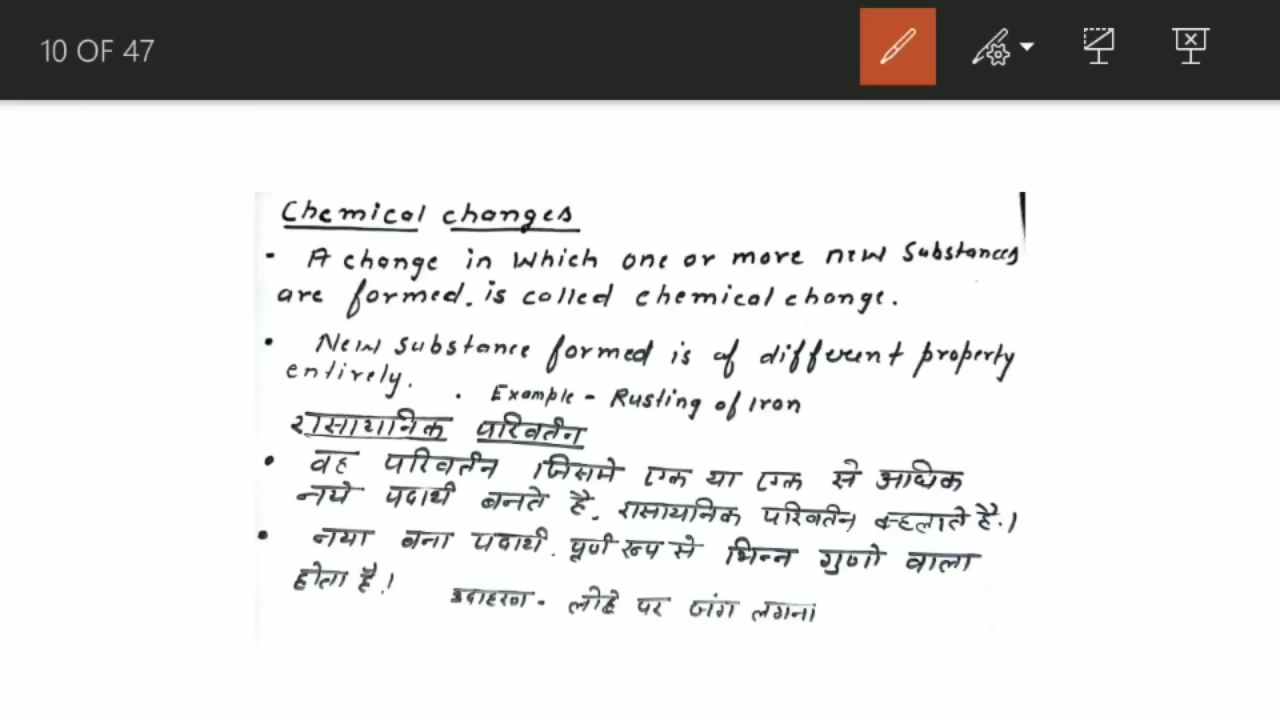 10 OF 47
Chemical changes
- A change in which one or more new substances
are formed. is called chemical change.
• New substance formed is of different property
entirely. . Example - Rusting of Iron
रासायानिक परिवर्तन
• वह परिवर्तन जिसमे एक या एक से आधिक
नये पदार्थ बनते है. रासायनिक परिवर्तन कहलाते है.।
• नया बना पदार्थ. पूर्ण रूप से भिन्न गुणो वाला
होता है।
उदाहरण - लोहे पर जंग लगना